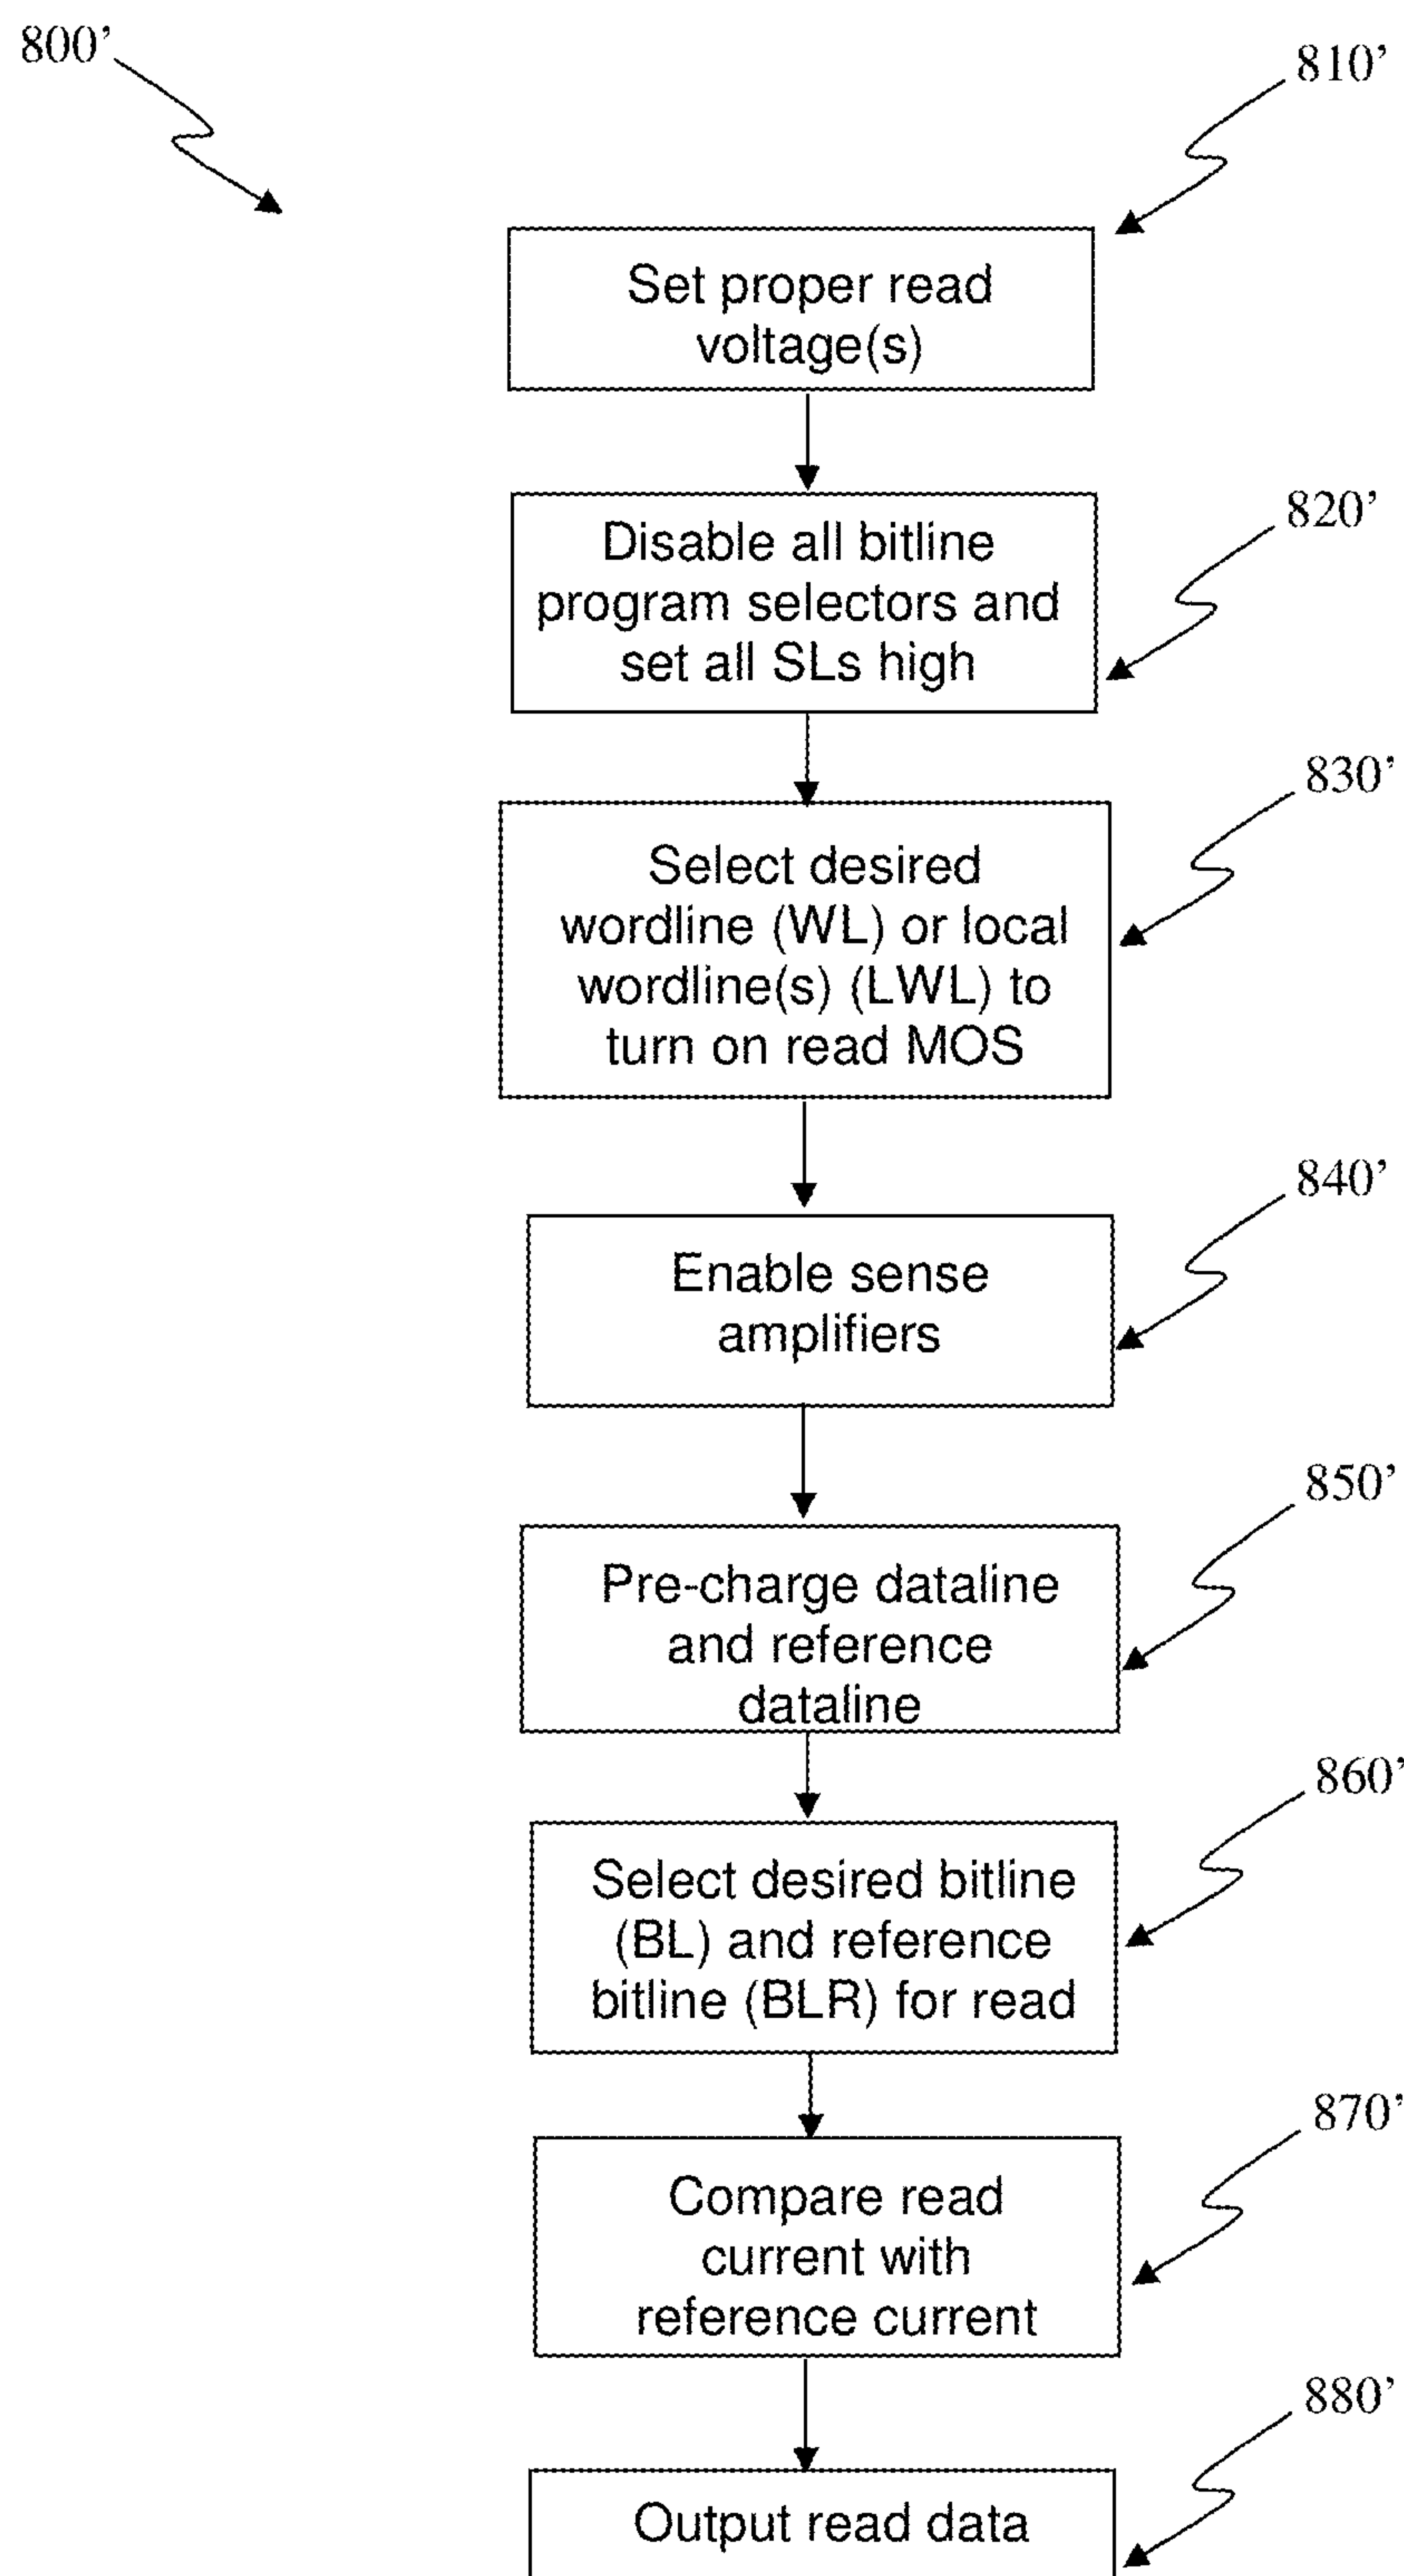 800’
810’
Set proper read
voltage(s)
820’
Disable all bitline
program selectors and
set all SLs high
830’
Select desired
wordline (WL) or local
wordline(s) (LWL) to
turn on read MOS
840’
Enable sense
amplifiers
850’
Pre-charge dataline
and reference
dataline
860’
Select desired bitline
(BL) and reference
bitline (BLR) for read
870’
Compare read
current with
reference current
880’
Output read data